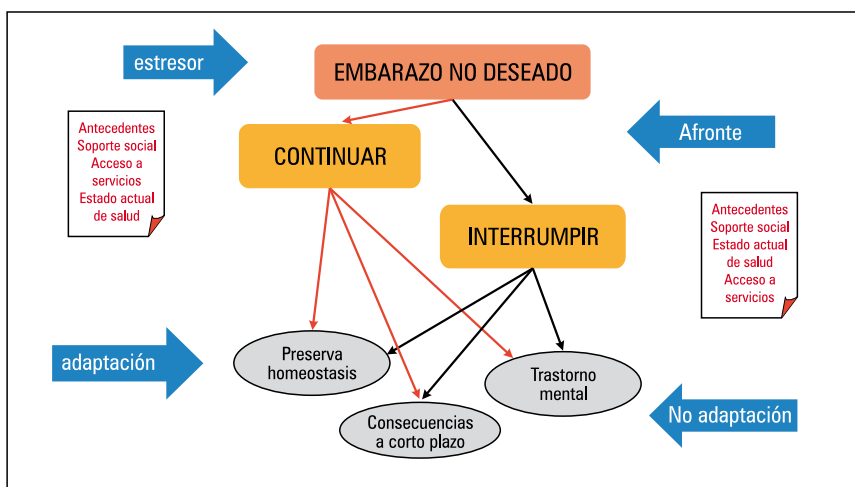 estresor
EMBARAZO NO DESEADO
Antecedentes
Soporte social
Acceso a
servicios
Estado actual
de salud
CONTINUAR
Afronte
INTERRUMPIR
Antecedentes
Soporte social
Estado actual
de salud
Acceso a
servicios
adaptación
Preserva
homeostasis
Trastorno
mental
Consecuencias
a corto plazo
No adaptación